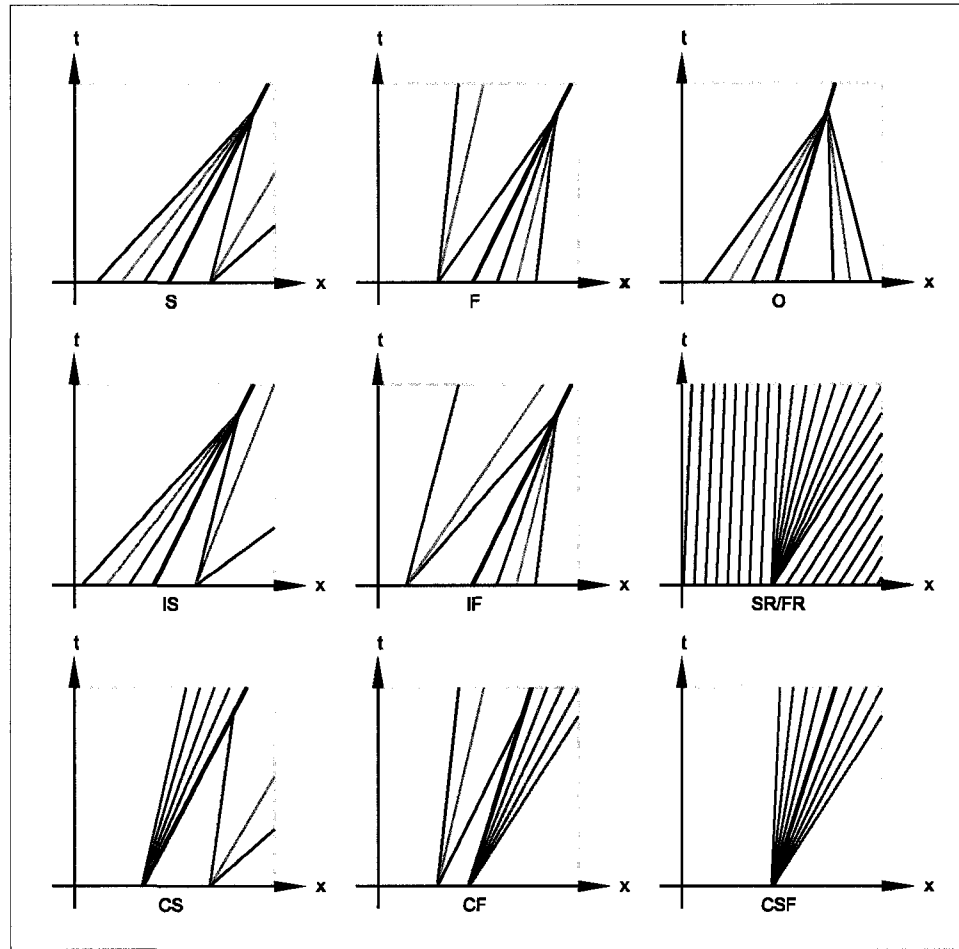 t t t
x x x
S F O
t t t
x x x
IS IF SR/FR
t t t
x x x
CS CF CSF